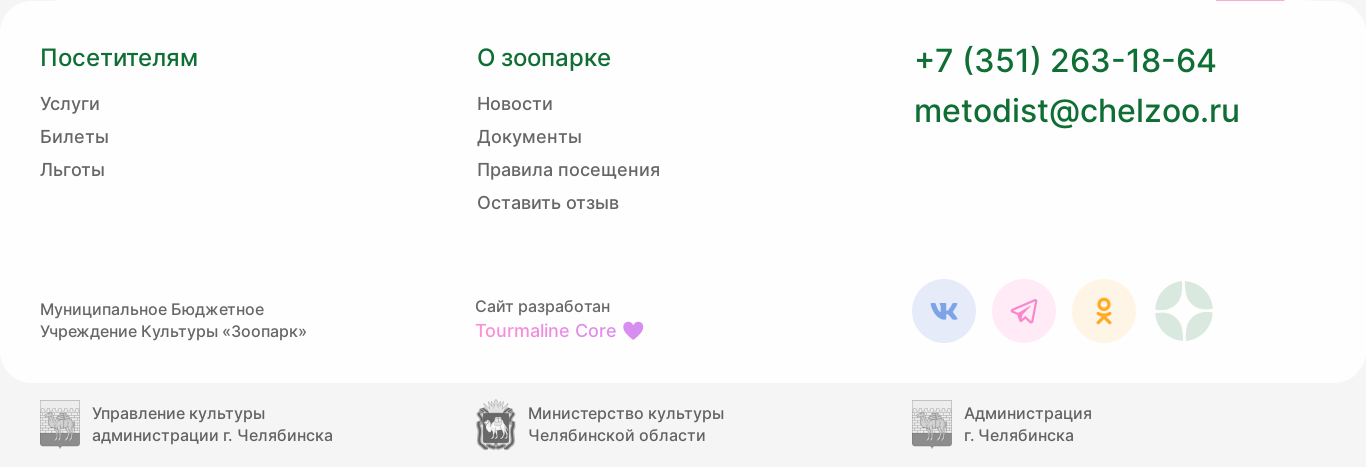 Посетителям
Услуги
Билеты
Льготы
О зоопарке
Новости
Документы
Правила посещения
Оставить отзыв
+7 (351) 263-18-64
metodist@chelzoo.ru
Муниципальное Бюджетное
Учреждение Культуры «Зоопарк»
Сайт разработан
Tourmaline Core
Управление культуры
администрации г. Челябинска
Министерство культуры
Челябинской области
Администрация
г. Челябинска